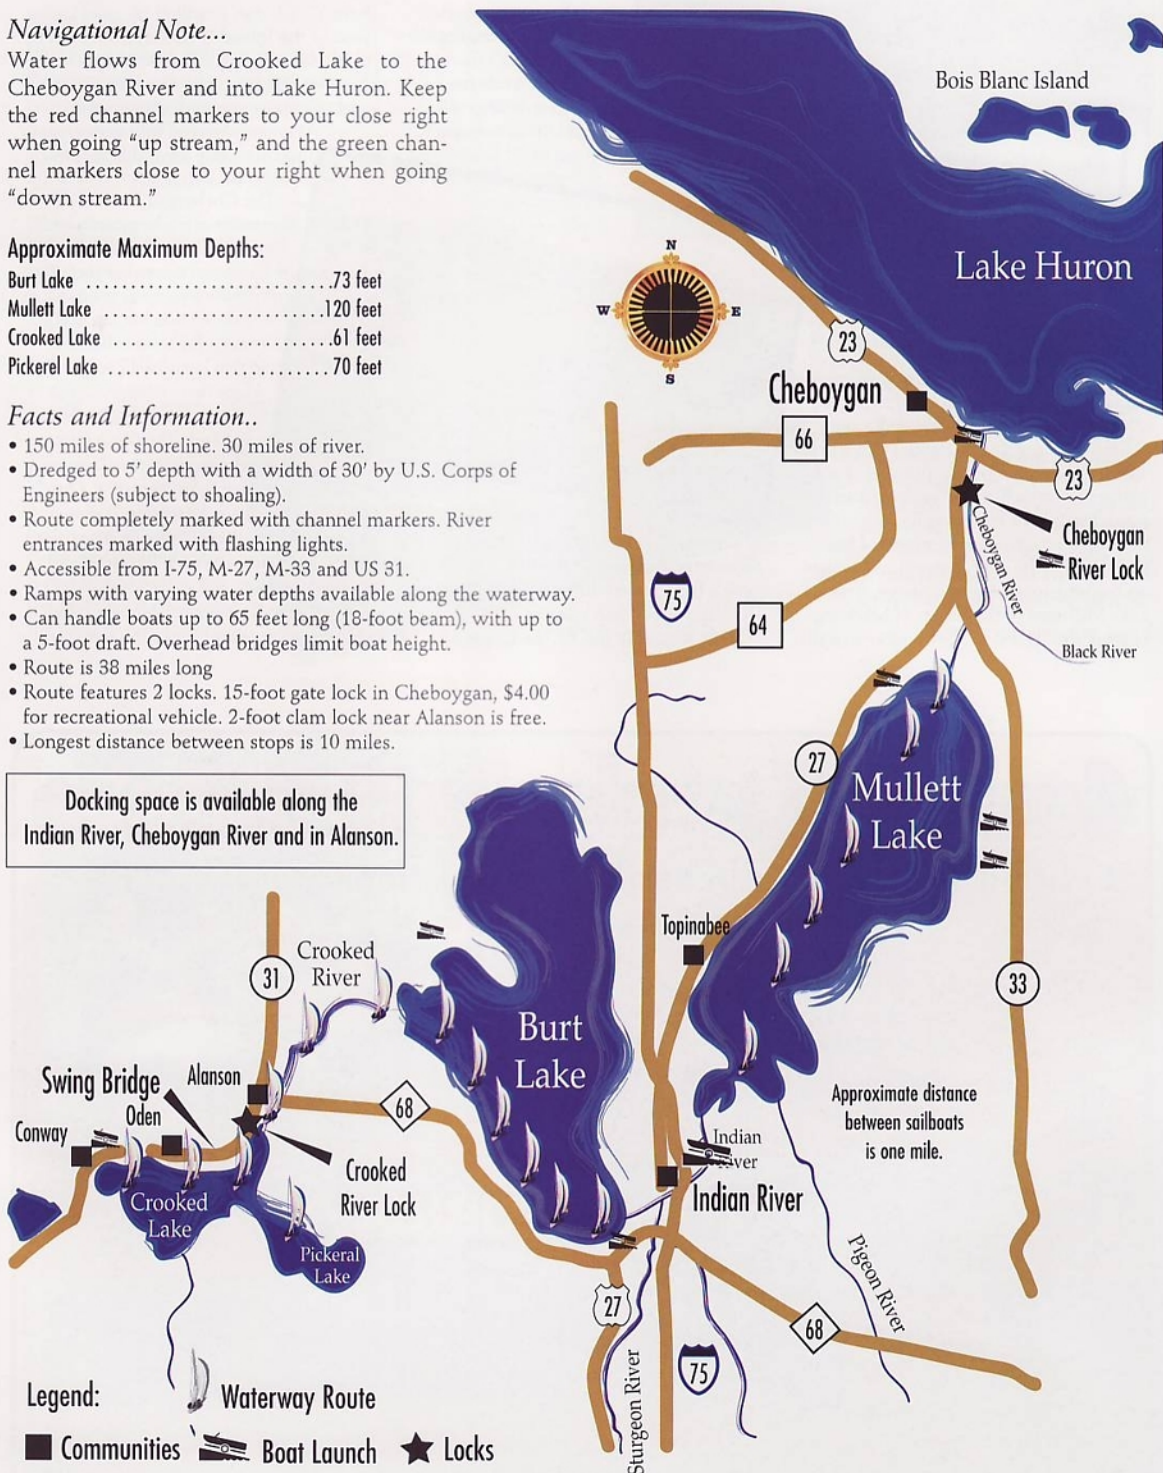 Navigational Note...
Water flows from Crooked Lake to the
Cheboygan River and into Lake Huron. Keep
the red channel markers to your close right
when going "up stream," and the green chan-
nel markers close to your right when going
"down stream."
Approximate Maximum Depths:
Burt Lake ............................73 feet
Mullett Lake .........................120 feet
Crooked Lake .........................61 feet
Pickerel Lake .........................70 feet
Facts and Information..
• 150 miles of shoreline. 30 miles of river.
• Dredged to 5' depth with a width of 30' by U.S. Corps of
Engineers (subject to shoaling).
• Route completely marked with channel markers. River
entrances marked with flashing lights.
• Accessible from I-75, M-27, M-33 and US 31.
• Ramps with varying water depths available along the waterway.
• Can handle boats up to 65 feet long (18-foot beam), with up to
a 5-foot draft. Overhead bridges limit boat height.
• Route is 38 miles long
• Route features 2 locks. 15-foot gate lock in Cheboygan, $4.00
for recreational vehicle. 2-foot clam lock near Alanson is free.
• Longest distance between stops is 10 miles.
Docking space is available along the
Indian River, Cheboygan River and in Alanson.
Bois Blanc Island
Lake Huron
N
W
E
S
23
Cheboygan
66
23
Cheboygan
River Lock
Cheboygan River
75
64
Black River
27
Mullett
Lake
Topinabee
33
Crooked
River
31
Burt
Lake
Swing Bridge
Alanson
Oden
Conway
68
Approximate distance
between sailboats
is one mile.
Indian
River
Crooked
River Lock
Indian River
Crooked
Lake
Pickeral
Lake
Pigeon River
27
68
75
Sturgeon River
Legend:
Waterway Route
Communities
Boat Launch
Locks